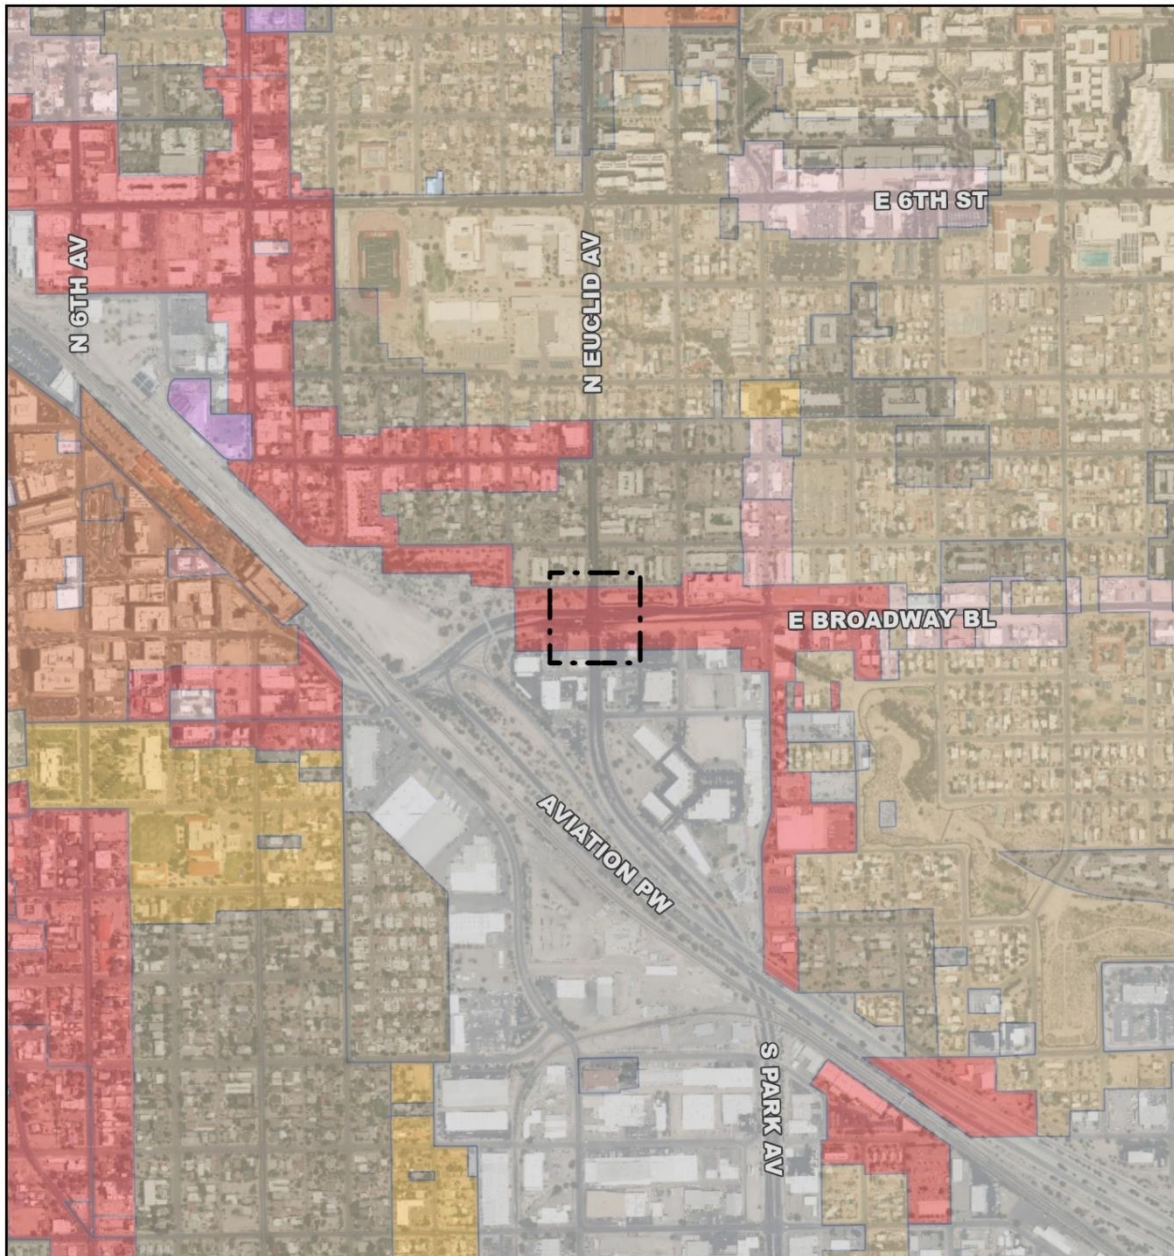 E 6TH ST
N 6TH AV
N EUCLID AV
E BROADWAY BL
AVIATION PW
S PARK AV